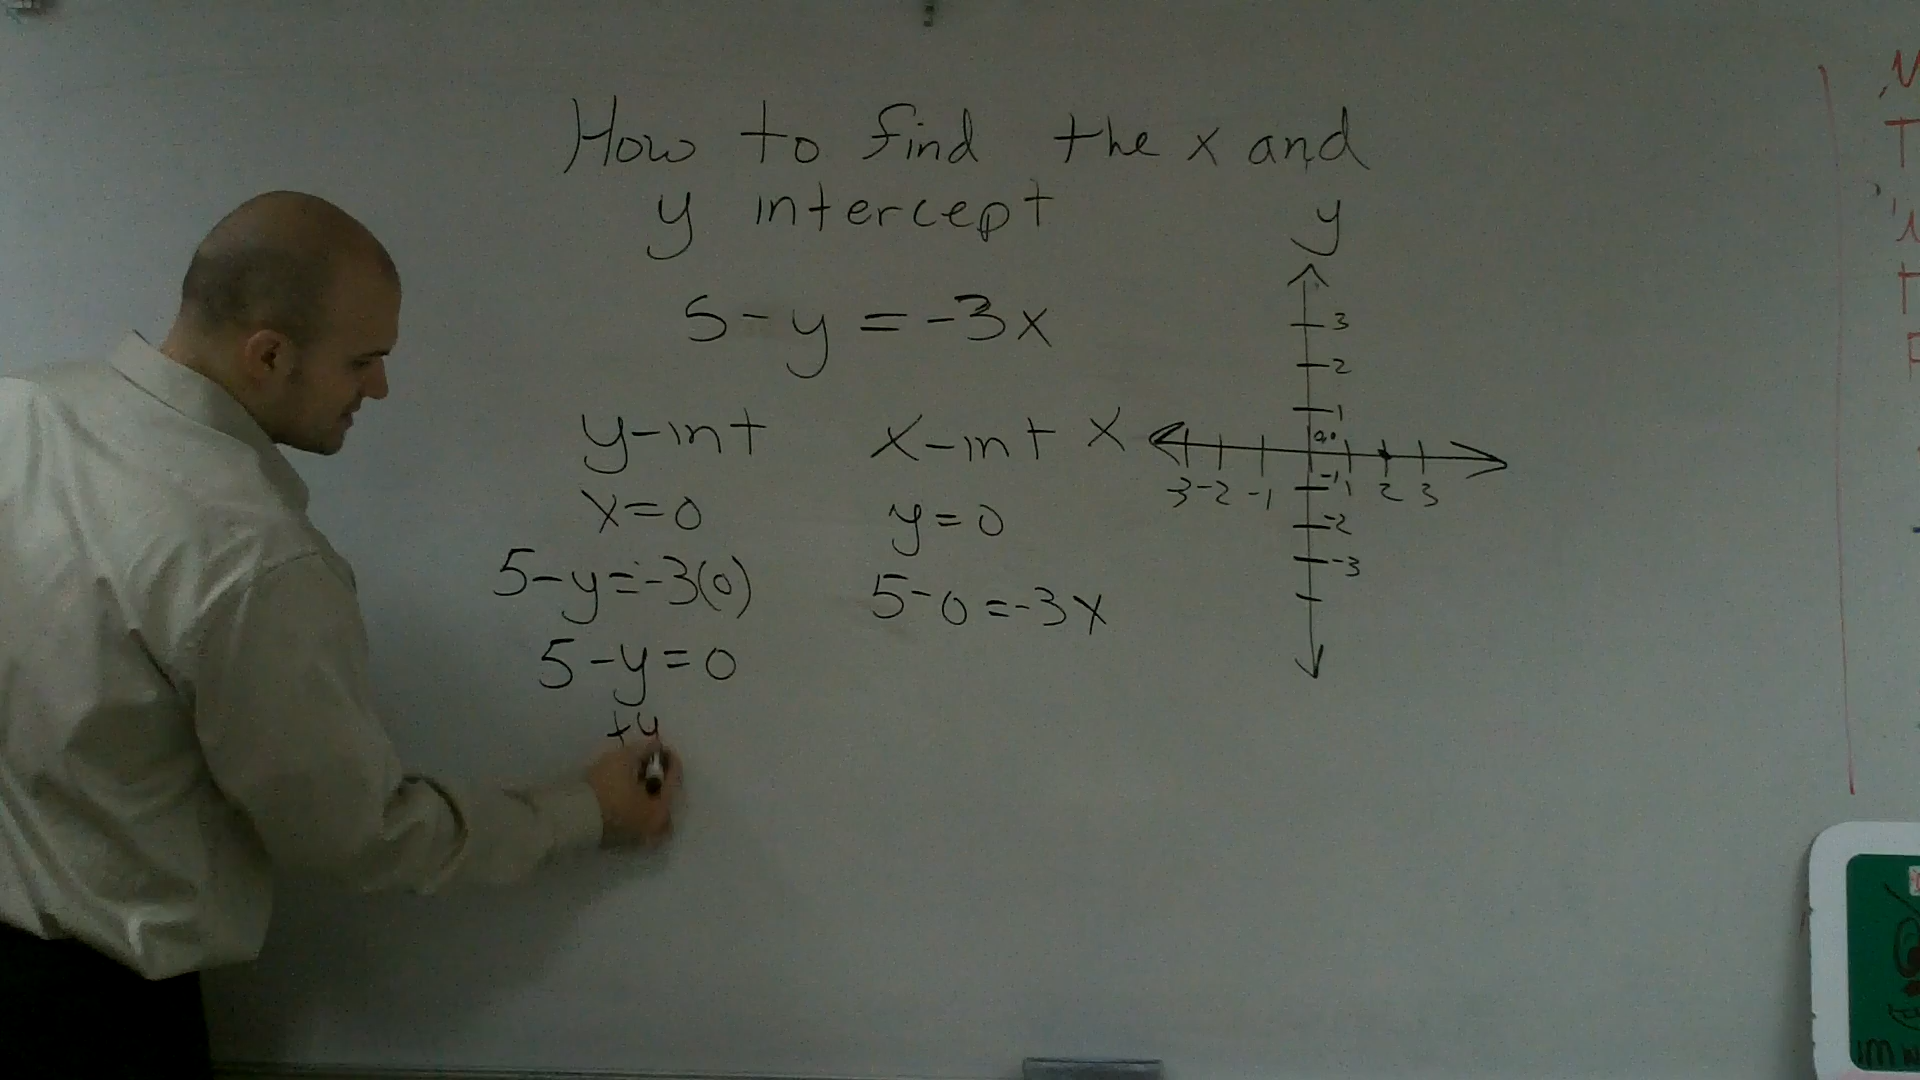 How to find the x and
y intercept
5-y=-3x
y-int
x=0
5-y=-3(0)
5-y=0
+y
x-int
y=0
5-0=-3x
y
x
3
2
1
3 -2 -1
1 2 3
-1
-2
-3
IM